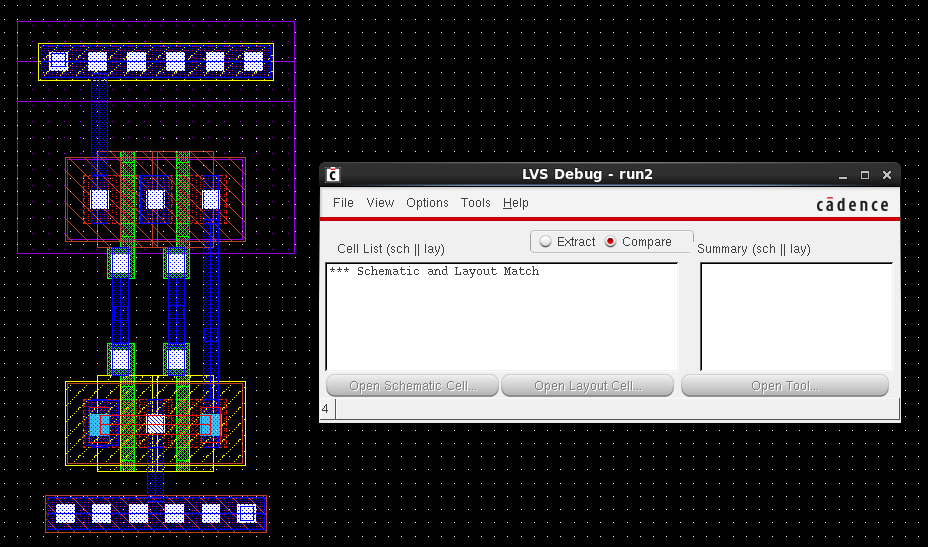 LVS Debug - run2
File View Options Tools Help
cādence
Extract Compare
Cell List (sch || lay) Summary (sch || lay)
*** Schematic and Layout Match
Open Schematic Cell... Open Layout Cell... Open Tool...
4